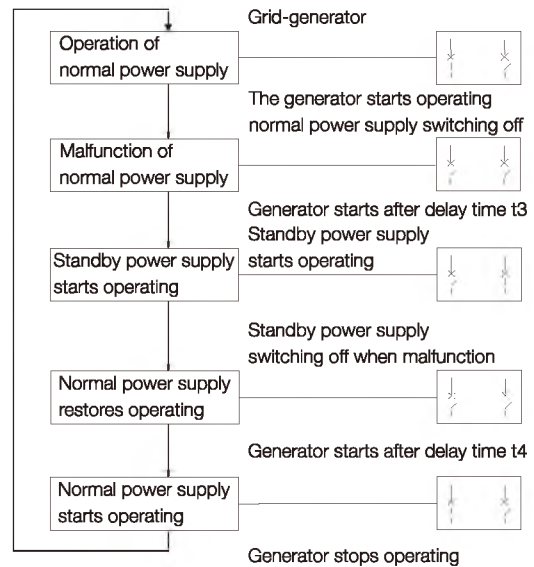 Grid-generator
Operation of
normal power supply
The generator starts operating
normal power supply switching off
Malfunction of
normal power supply
Generator starts after delay time t3
Standby power supply
starts operating
Standby power supply
starts operating
Standby power supply
switching off when malfunction
Normal power supply
restores operating
Generator starts after delay time t4
Normal power supply
starts operating
Generator stops operating